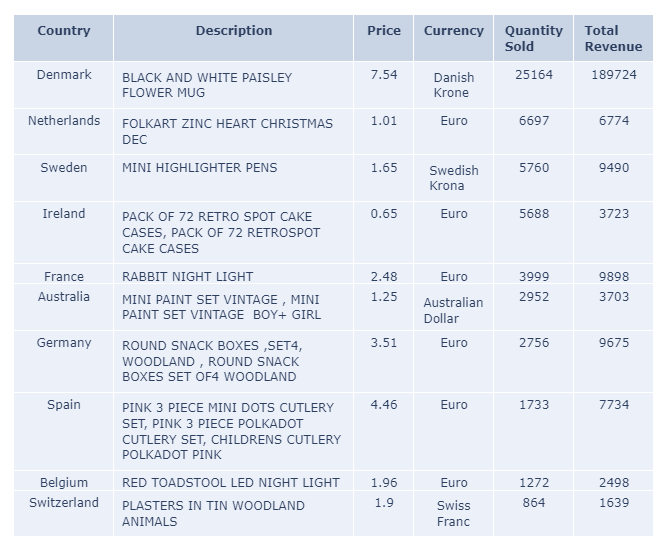 Country Description Price Currency Quantity Sold Total Revenue
Denmark BLACK AND WHITE PAISLEY FLOWER MUG 7.54 Danish Krone 25164 189724
Netherlands FOLKART ZINC HEART CHRISTMAS DEC 1.01 Euro 6697 6774
Sweden MINI HIGHLIGHTER PENS 1.65 Swedish Krona 5760 9490
Ireland PACK OF 72 RETRO SPOT CAKE CASES, PACK OF 72 RETROSPOT CAKE CASES 0.65 Euro 5688 3723
France RABBIT NIGHT LIGHT 2.48 Euro 3999 9898
Australia MINI PAINT SET VINTAGE , MINI PAINT SET VINTAGE  BOY+ GIRL 1.25 Australian Dollar 2952 3703
Germany ROUND SNACK BOXES ,SET4, WOODLAND , ROUND SNACK BOXES SET OF4 WOODLAND 3.51 Euro 2756 9675
Spain PINK 3 PIECE MINI DOTS CUTLERY SET, PINK 3 PIECE POLKADOT CUTLERY SET, CHILDRENS CUTLERY POLKADOT PINK 4.46 Euro 1733 7734
Belgium RED TOADSTOOL LED NIGHT LIGHT 1.96 Euro 1272 2498
Switzerland PLASTERS IN TIN WOODLAND ANIMALS 1.9 Swiss Franc 864 1639